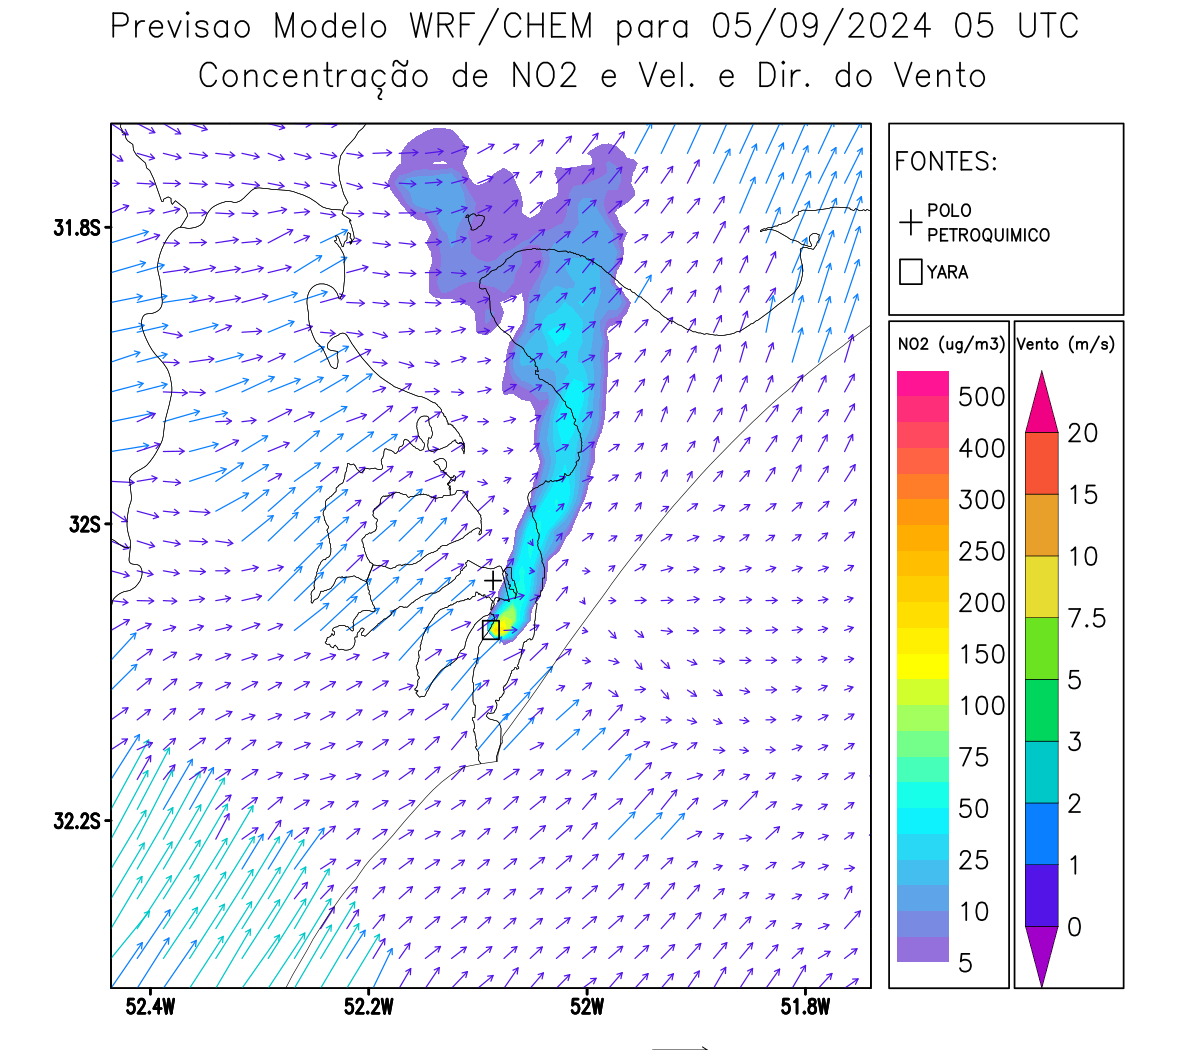 Previsao Modelo WRF/CHEM para 05/09/2024 05 UTC
Concentração de NO2 e Vel. e Dir. do Vento
FONTES:
POLO
PETROQUIMICO
YARA
NO2 (ug/m3)
500
400
300
250
200
150
100
75
50
25
10
5
Vento (m/s)
20
15
10
7.5
5
3
2
1
0
31.8S
32S
32.2S
52.4W
52.2W
52W
51.8W